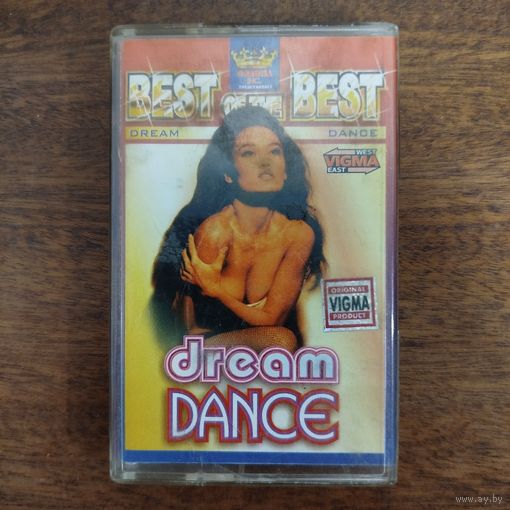 BEST OF THE BEST
DREAM DANCE
WEST
VIGMA
EAST
ORIGINAL
VIGMA
PRODUCT
dream
DANCE
www.ay.by